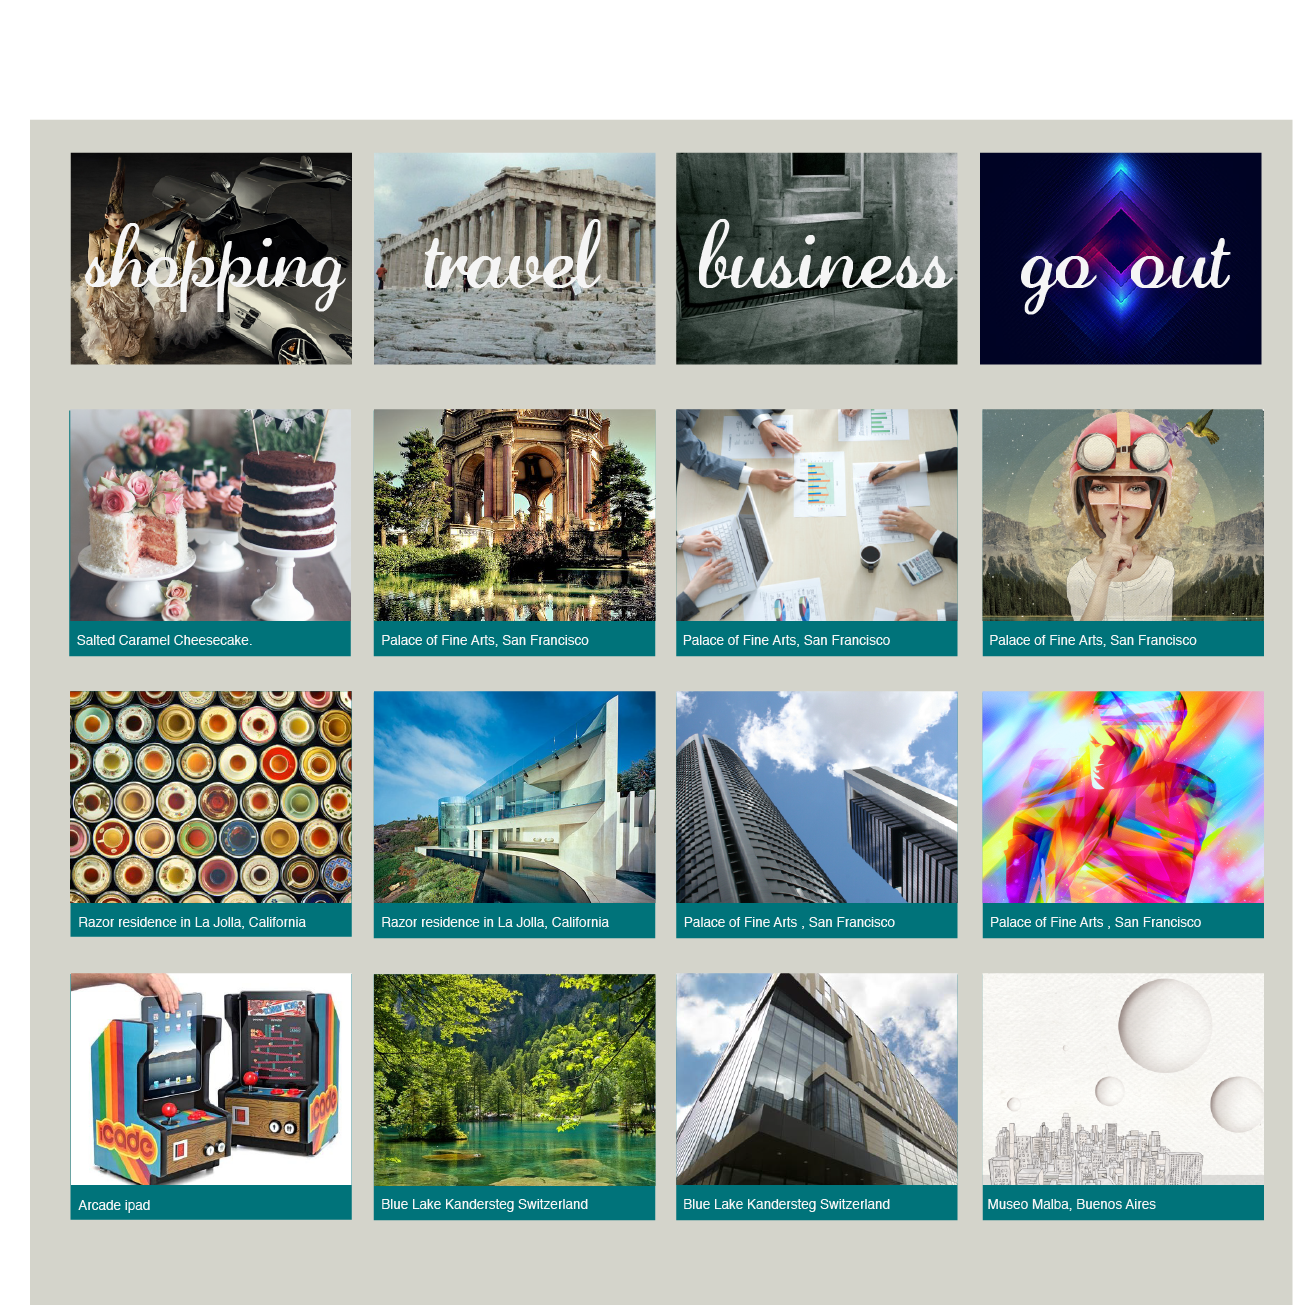 shopping
travel
business
go out
Salted Caramel Cheesecake.
Palace of Fine Arts, San Francisco
Palace of Fine Arts, San Francisco
Palace of Fine Arts, San Francisco
Razor residence in La Jolla, California
Razor residence in La Jolla, California
Palace of Fine Arts , San Francisco
Palace of Fine Arts , San Francisco
icade
icade
Arcade ipad
Blue Lake Kandersteg Switzerland
Blue Lake Kandersteg Switzerland
Museo Malba, Buenos Aires